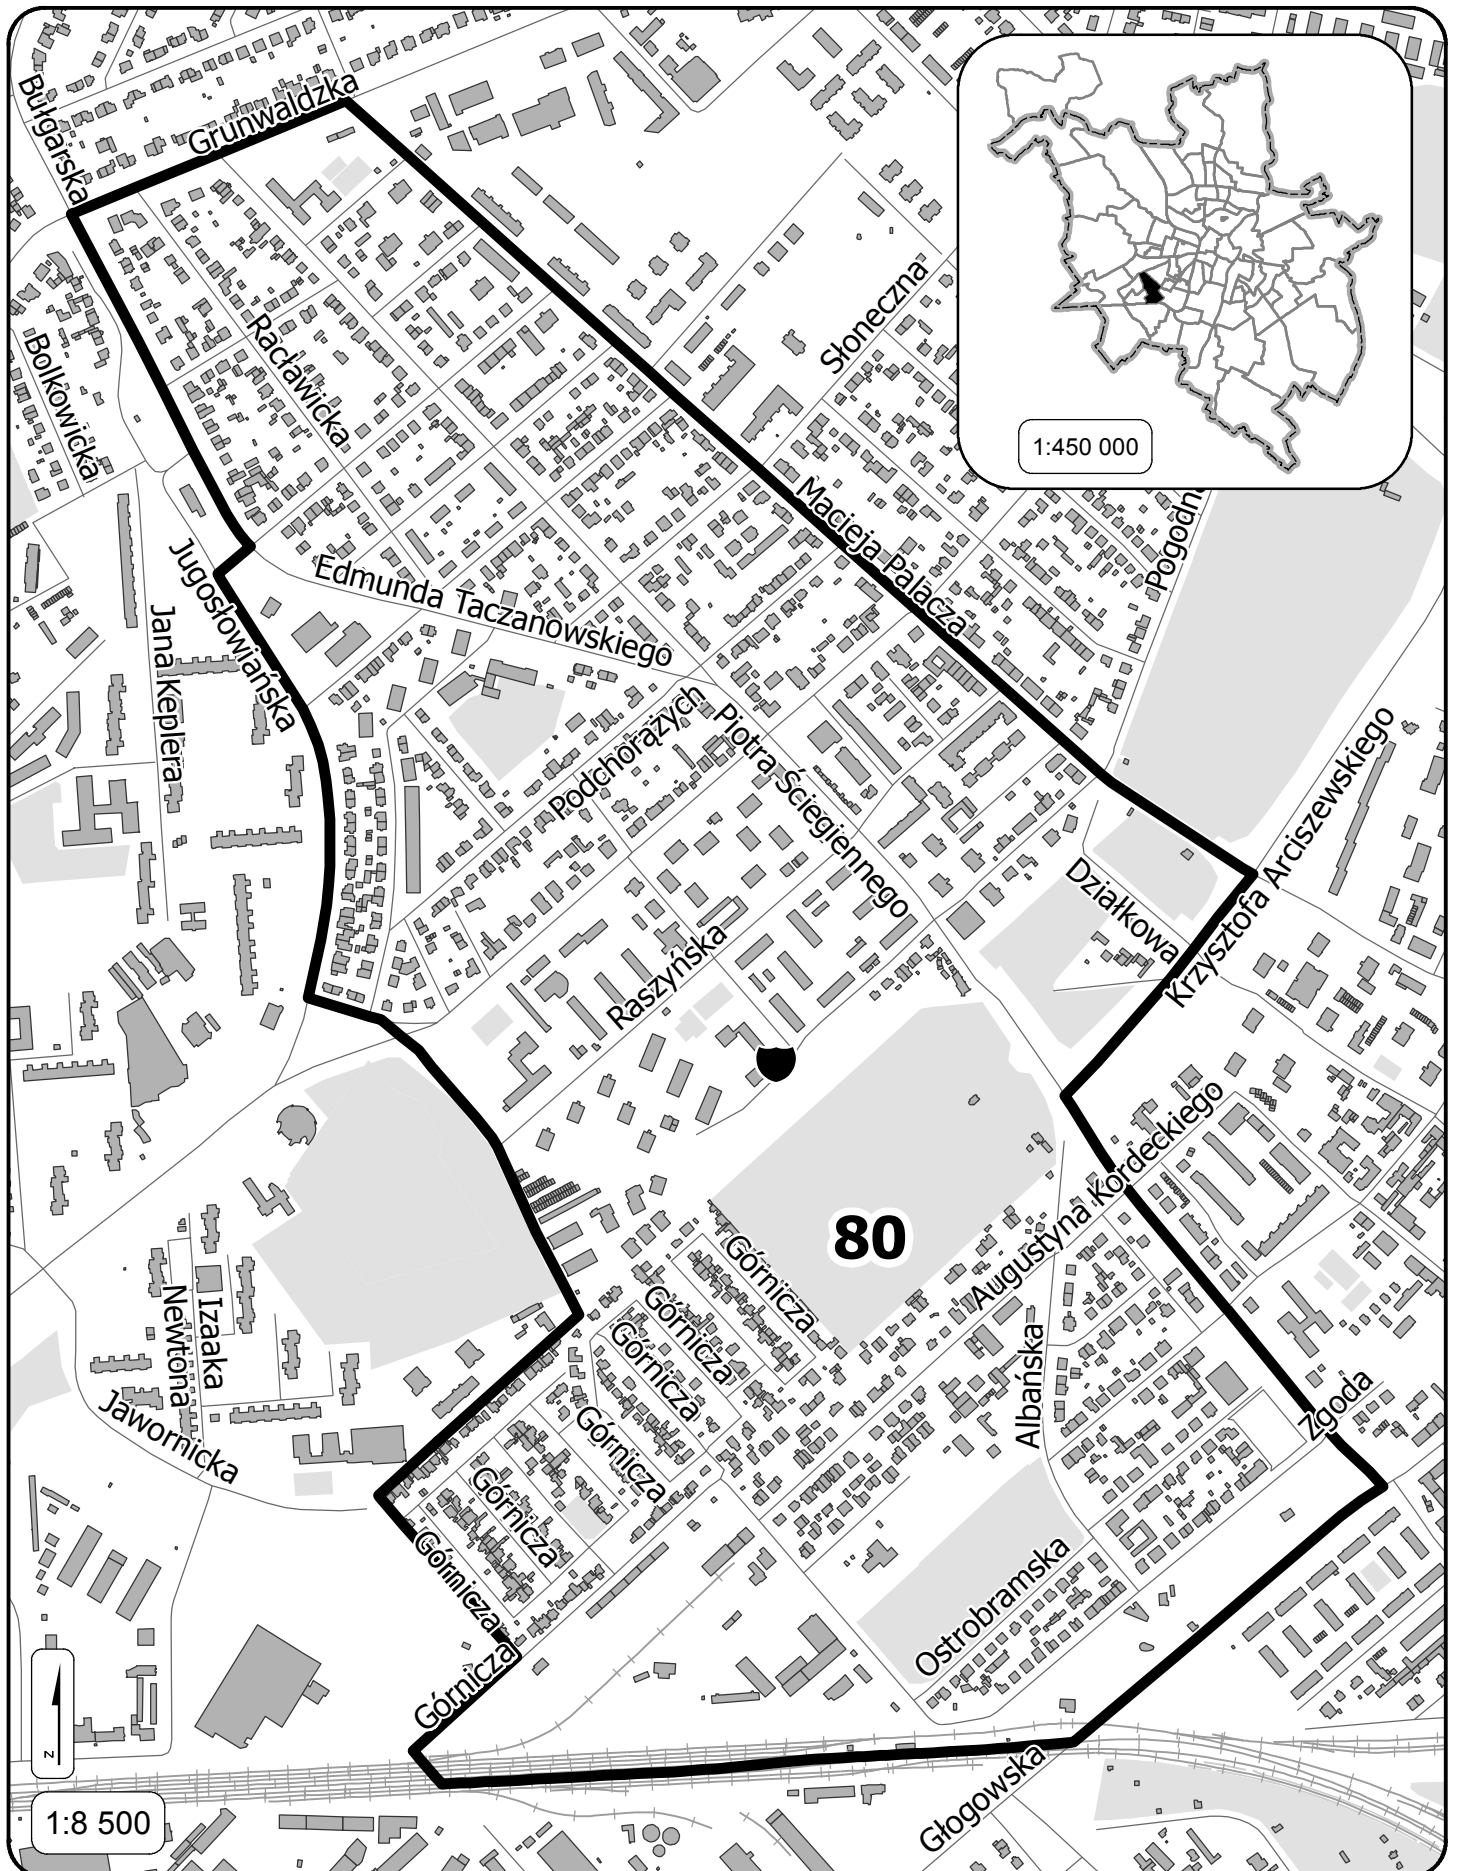 Grunwaldzka
Bułgarska
Bolkowicka
Racławicka
Słoneczna
1:450 000
Macieja Palacza
Pogodna
Jugosłowiańska
Edmunda Taczanowskiego
Jana Keplera
Podchorążych
Piotra Ściegiennego
Krzysztofa Arciszewskiego
Działkowa
Raszyńska
80
Augustyna Kordeckiego
Górnicza
Górnicza
Górnicza
Górnicza
Górnicza
Górnicza
Górnicza
Izaaka
Newtona
Jawornicka
Albańska
Zgoda
Ostrobramska
Głogowska
N
1:8 500